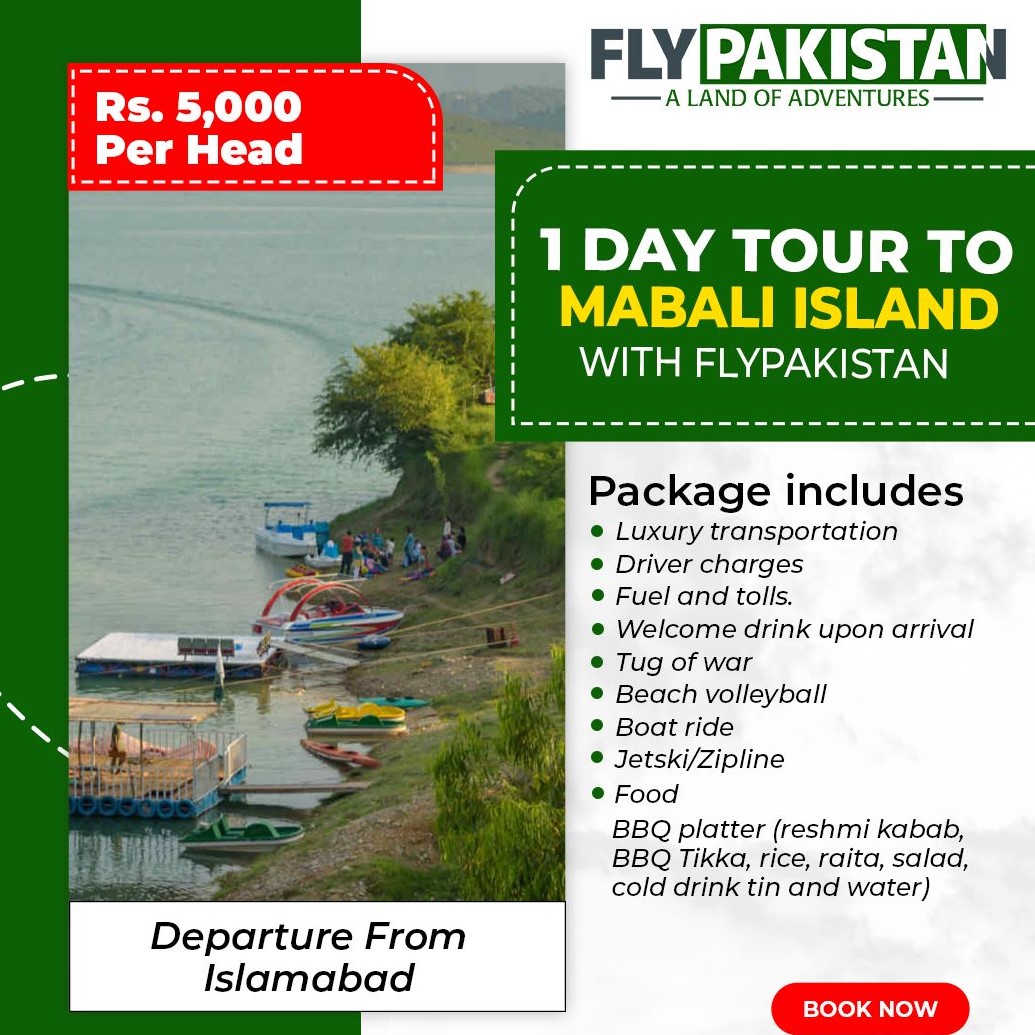 FLYPAKISTAN
A LAND OF ADVENTURES
Rs. 5,000
Per Head
1 DAY TOUR TO
MABALI ISLAND
WITH FLYPAKISTAN
Package includes
Luxury transportation
Driver charges
Fuel and tolls.
Welcome drink upon arrival
Tug of war
Beach volleyball
Boat ride
Jetski/Zipline
Food
BBQ platter (reshmi kabab,
BBQ Tikka, rice, raita, salad,
cold drink tin and water)
Departure From
Islamabad
BOOK NOW